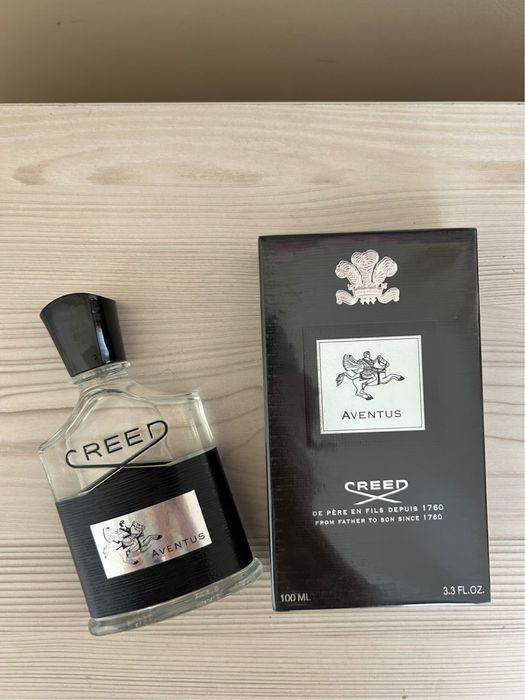 CREED
AVENTUS
AVENTUS
CREED
DE PÈRE EN FILS DEPUIS 1760
FROM FATHER TO SON SINCE 1760
100 ML
3.3 FL.OZ.